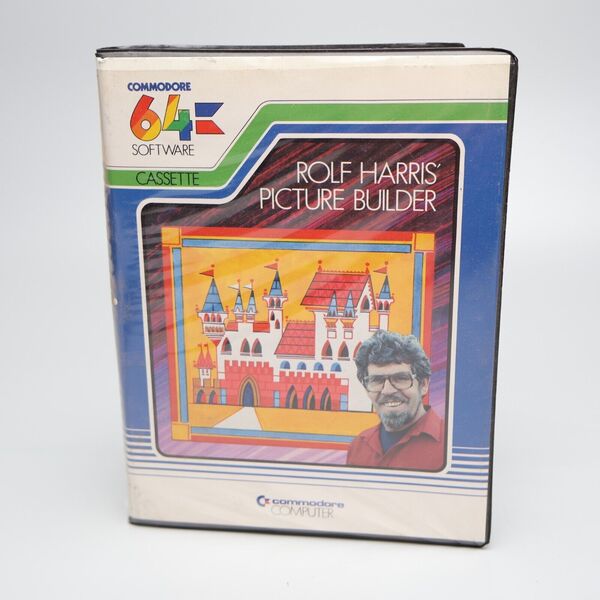 COMMODORE
64
SOFTWARE
CASSETTE
ROLF HARRIS'
PICTURE BUILDER
commodore
COMPUTER